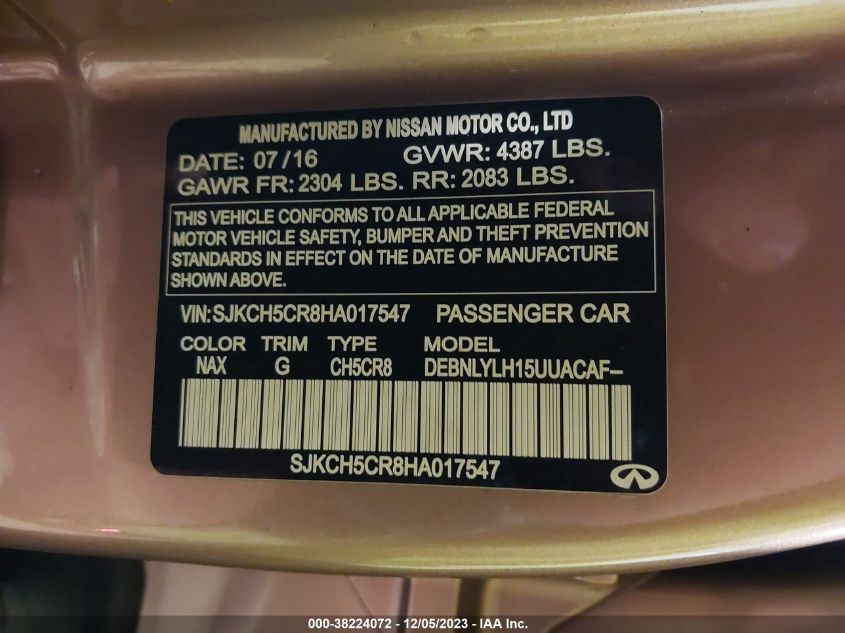 MANUFACTURED BY NISSAN MOTOR CO., LTD
DATE: 07/16 GVWR: 4387 LBS.
GAWR FR: 2304 LBS. RR: 2083 LBS.
THIS VEHICLE CONFORMS TO ALL APPLICABLE FEDERAL
MOTOR VEHICLE SAFETY, BUMPER AND THEFT PREVENTION
STANDARDS IN EFFECT ON THE DATE OF MANUFACTURE
SHOWN ABOVE.
VIN: SJKCH5CR8HA017547 PASSENGER CAR
COLOR TRIM TYPE MODEL
NAX G CH5CR8 DEBNLYLH15UUACAF–
SJKCH5CR8HA017547
000-38224072 - 12/05/2023 - IAA Inc.